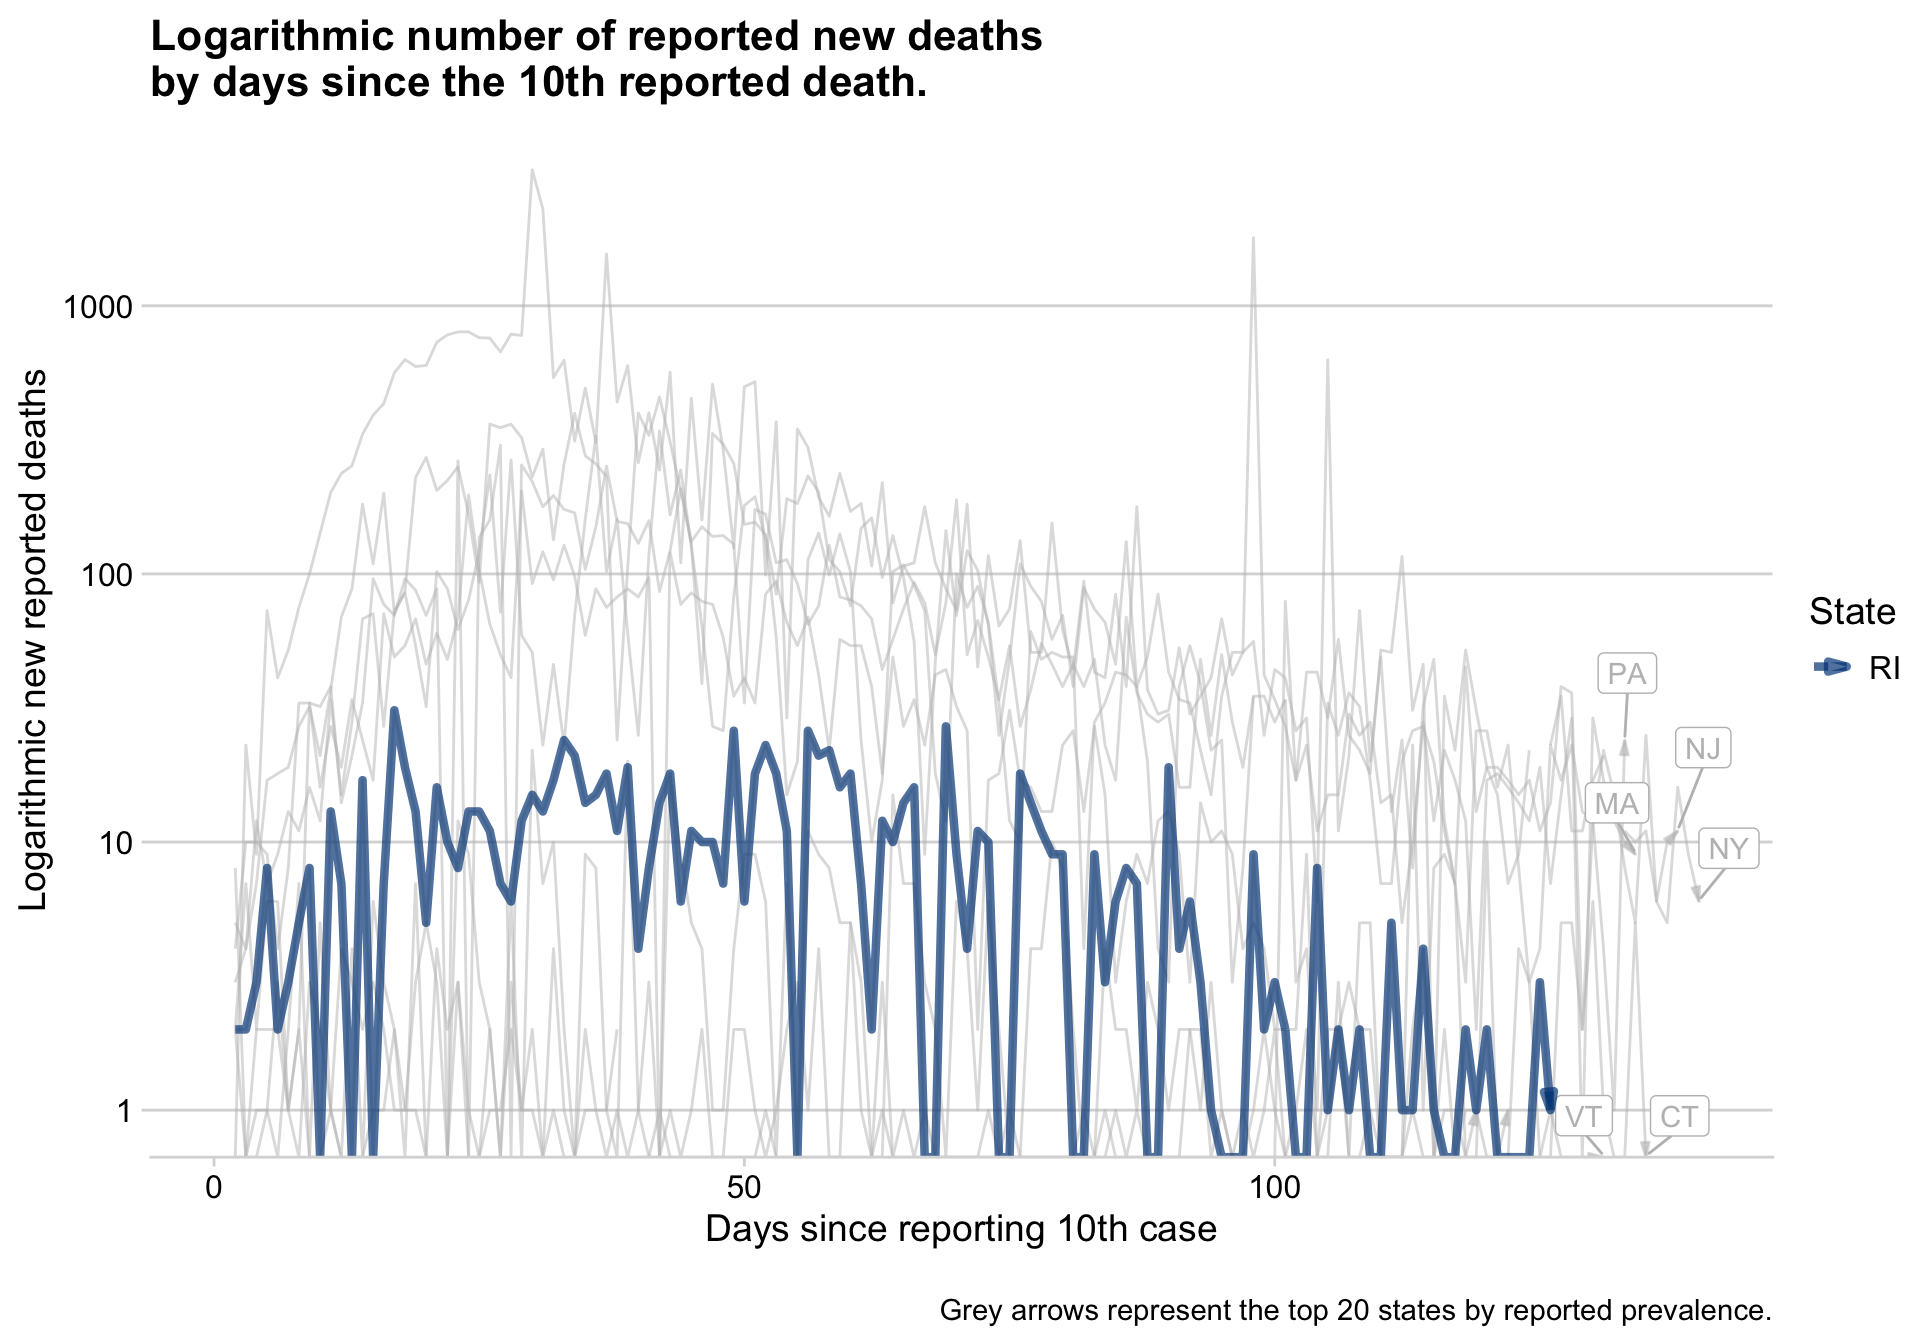 Logarithmic number of reported new deaths
by days since the 10th reported death.
Logarithmic new reported deaths
1000
100
10
1
0
50
100
Days since reporting 10th case
PA
NJ
MA
NY
VT
CT
State
RI
Grey arrows represent the top 20 states by reported prevalence.